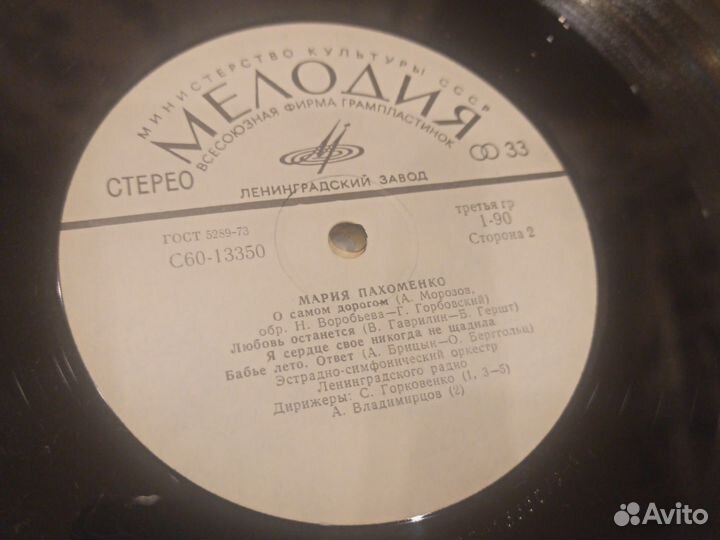 МИНИСТЕРСТВО КУЛЬТУРЫ СССР
МЕЛОДИЯ
ВСЕСОЮЗНАЯ ФИРМА ГРАМПЛАСТИНОК
СТЕРЕО
33
ЛЕНИНГРАДСКИЙ ЗАВОД
ГОСТ 5289-73
С60-13350
третья гр
1-90
Сторона 2
МАРИЯ ПАХОМЕНКО
О самом дорогом (А. Морозов,
обр. Н. Воробьева—Г. Горбовский)
Любовь останется (В. Гаврилин—Б. Гершт)
Я сердце свое никогда не щадила
Бабье лето. Ответ (А. Брицын—О. Берггольц)
Эстрадно-симфонический оркестр
Ленинградского радио
Дирижеры: С. Горковенко (1, 3—5)
А. Владимирцов (2)
Avito